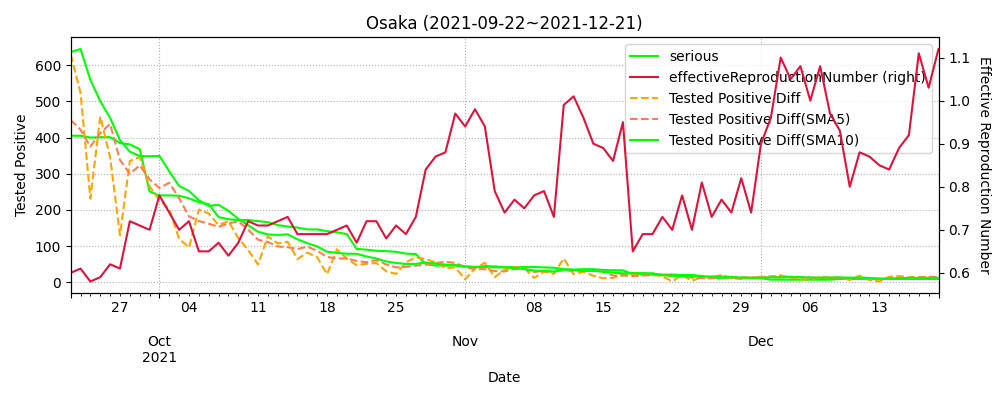 Osaka (2021-09-22~2021-12-21)
serious
effectiveReproductionNumber (right)
Tested Positive Diff
Tested Positive Diff(SMA5)
Tested Positive Diff(SMA10)
Tested Positive
600
500
400
300
200
100
0
1.1
1.0
0.9
0.8
0.7
0.6
Effective Reproduction Number
27 04 11 18 25 08 15 22 29 06 13
Oct Nov Dec
2021
Date